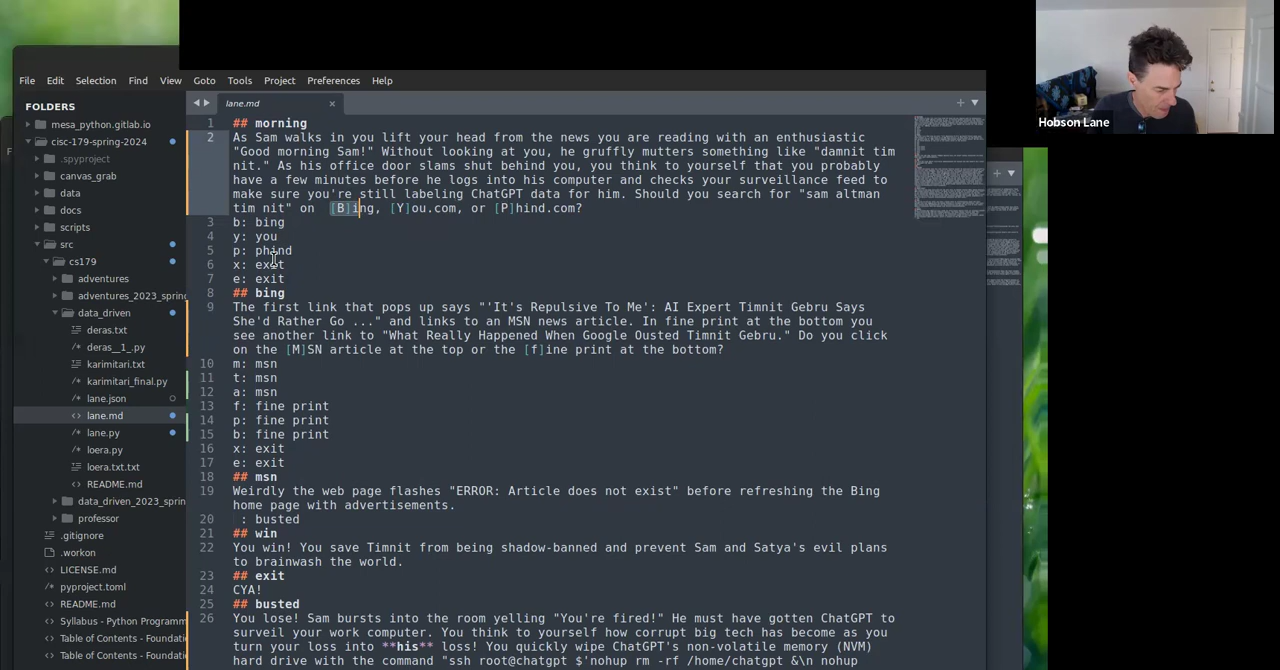 Hobson Lane
File Edit Selection Find View Goto Tools Project Preferences Help
FOLDERS
mesa_python.gitlab.io
cisc-179-spring-2024
.spyproject
canvas_grab
data
docs
scripts
src
cs179
adventures
adventures_2023_spring
data_driven
deras.txt
deras__1_.py
karimitari.txt
karimitari_final.py
lane.json
lane.md
lane.py
loera.py
loera.txt.txt
README.md
data_driven_2023_sprin
professor
.gitignore
.workon
LICENSE.md
pyproject.toml
README.md
Syllabus - Python Programm
Table of Contents - Foundatio
Table of Contents - Foundatio
lane.md
1 ## morning
2 As Sam walks in you lift your head from the news you are reading with an enthusiastic
"Good morning Sam!" Without looking at you, he gruffly mutters something like "damnit tim
nit." As his office door slams shut behind you, you think to yourself that you probably
have a few minutes before he logs into his computer and checks your surveillance feed to
make sure you're still labeling ChatGPT data for him. Should you search for "sam altman
tim nit" on [B]ing, [Y]ou.com, or [P]hind.com?
3 b: bing
4 y: you
5 p: phind
6 x: exit
7 e: exit
8 ## bing
9 The first link that pops up says "'It's Repulsive To Me': AI Expert Timnit Gebru Says
She'd Rather Go ..." and links to an MSN news article. In fine print at the bottom you
see another link to "What Really Happened When Google Ousted Timnit Gebru." Do you click
on the [M]SN article at the top or the [f]ine print at the bottom?
10 m: msn
11 t: msn
12 a: msn
13 f: fine print
14 p: fine print
15 b: fine print
16 x: exit
17 e: exit
18 ## msn
19 Weirdly the web page flashes "ERROR: Article does not exist" before refreshing the Bing
home page with advertisements.
20 : busted
21 ## win
22 You win! You save Timnit from being shadow-banned and prevent Sam and Satya's evil plans
to brainwash the world.
23 ## exit
24 CYA!
25 ## busted
26 You lose! Sam bursts into the room yelling "You're fired!" He must have gotten ChatGPT to
surveil your work computer. You think to yourself how corrupt big tech has become as you
turn your loss into **his** loss! You quickly wipe ChatGPT's non-volatile memory (NVM)
hard drive with the command "ssh root@chatgpt $'nohup rm -rf /home/chatgpt &\n nohup